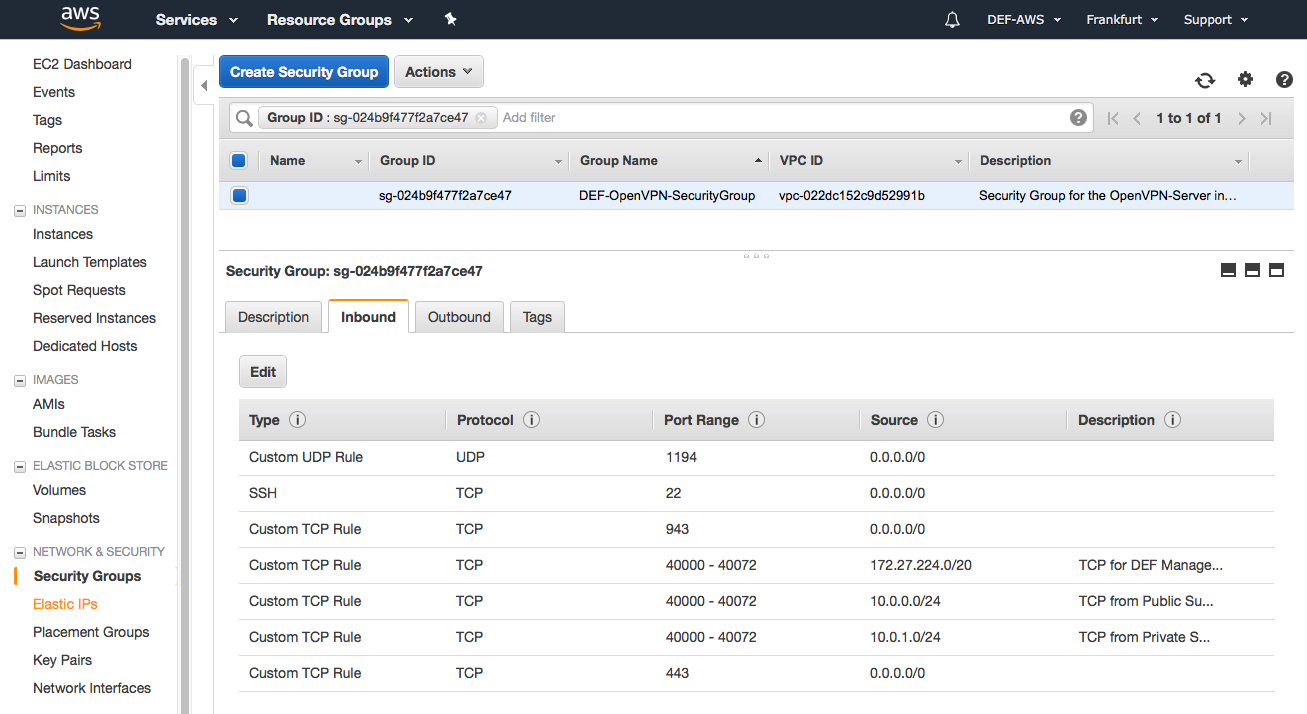 aws Services Resource Groups DEF-AWS Frankfurt Support
EC2 Dashboard
Events
Tags
Reports
Limits
INSTANCES
Instances
Launch Templates
Spot Requests
Reserved Instances
Dedicated Hosts
IMAGES
AMIs
Bundle Tasks
ELASTIC BLOCK STORE
Volumes
Snapshots
NETWORK & SECURITY
Security Groups
Elastic IPs
Placement Groups
Key Pairs
Network Interfaces
Create Security Group Actions
Group ID : sg-024b9f477f2a7ce47 Add filter 1 to 1 of 1
Name Group ID Group Name VPC ID Description
sg-024b9f477f2a7ce47 DEF-OpenVPN-SecurityGroup vpc-022dc152c9d52991b Security Group for the OpenVPN-Server in…
Security Group: sg-024b9f477f2a7ce47
Description Inbound Outbound Tags
Edit
Type Protocol Port Range Source Description
Custom UDP Rule UDP 1194 0.0.0.0/0
SSH TCP 22 0.0.0.0/0
Custom TCP Rule TCP 943 0.0.0.0/0
Custom TCP Rule TCP 40000 - 40072 172.27.224.0/20 TCP for DEF Manage...
Custom TCP Rule TCP 40000 - 40072 10.0.0.0/24 TCP from Public Su...
Custom TCP Rule TCP 40000 - 40072 10.0.1.0/24 TCP from Private S...
Custom TCP Rule TCP 443 0.0.0.0/0